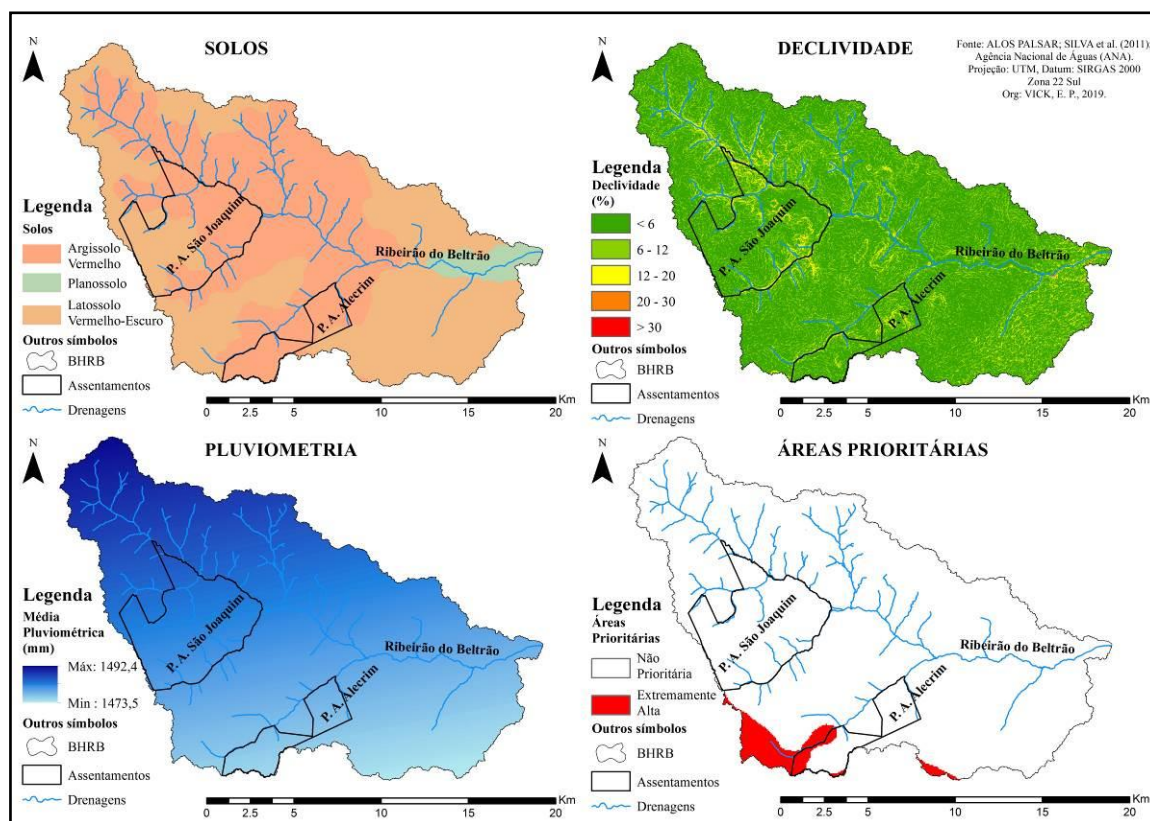 N
SOLOS
Legenda
Solos
Argissolo
Vermelho
Planossolo
Latossolo
Vermelho-Escuro
Outros símbolos
BHRB
Assentamentos
Drenagens
P. A. São Joaquim
P. A. Alecrim
Ribeirão do Beltrão
0 2.5 5 10 15 20
Km
N
DECLIVIDADE
Fonte: ALOS PALSAR; SILVA et al. (2011);
Agência Nacional de Águas (ANA).
Projeção: UTM, Datum: SIRGAS 2000
Zona 22 Sul
Org: VICK, E. P., 2019.
Legenda
Declividade
(%)
< 6
6 - 12
12 - 20
20 - 30
> 30
Outros símbolos
BHRB
Assentamentos
Drenagens
P. A. São Joaquim
P. A. Alecrim
Ribeirão do Beltrão
0 2.5 5 10 15 20
Km
N
PLUVIOMETRIA
Legenda
Média
Pluviométrica
(mm)
Máx: 1492,4
Min : 1473,5
Outros símbolos
BHRB
Assentamentos
Drenagens
P. A. São Joaquim
P. A. Alecrim
Ribeirão do Beltrão
0 2.5 5 10 15 20
Km
N
ÁREAS PRIORITÁRIAS
Legenda
Áreas
Prioritárias
Não
Prioritária
Extremamente
Alta
Outros símbolos
BHRB
Assentamentos
Drenagens
P. A. São Joaquim
P. A. Alecrim
Ribeirão do Beltrão
0 2.5 5 10 15 20
Km